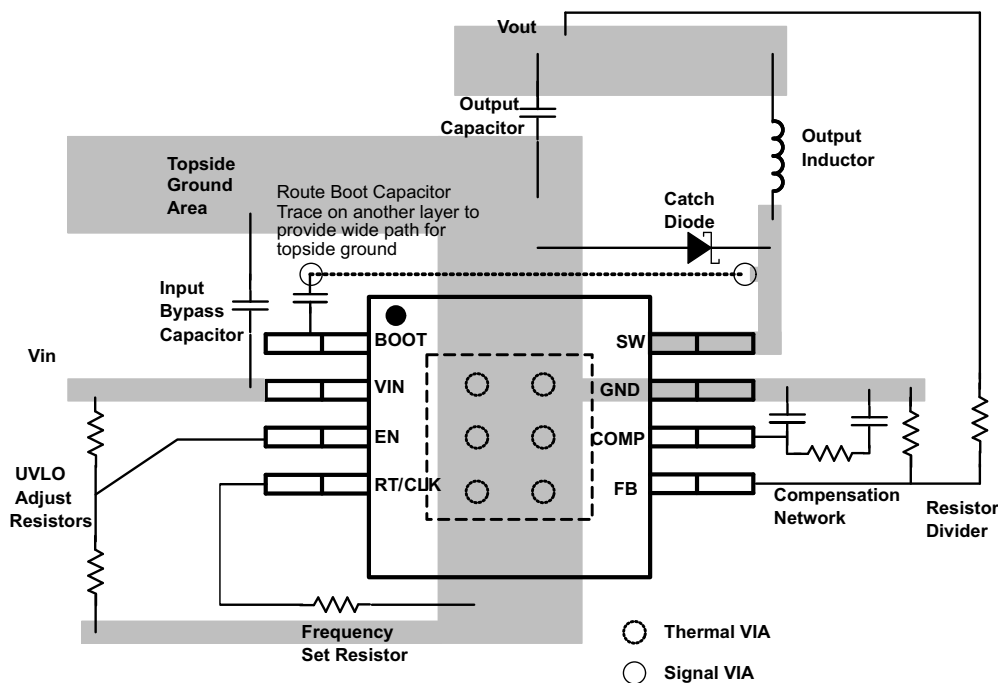 Vout
Output
Capacitor
Output
Inductor
Topside
Ground
Area
Route Boot Capacitor
Trace on another layer to
provide wide path for
topside ground
Catch
Diode
Input
Bypass
Capacitor
Vin
BOOT
VIN
EN
RT/CLK
SW
GND
COMP
FB
UVLO
Adjust
Resistors
Compensation
Network
Resistor
Divider
Frequency
Set Resistor
Thermal VIA
Signal VIA